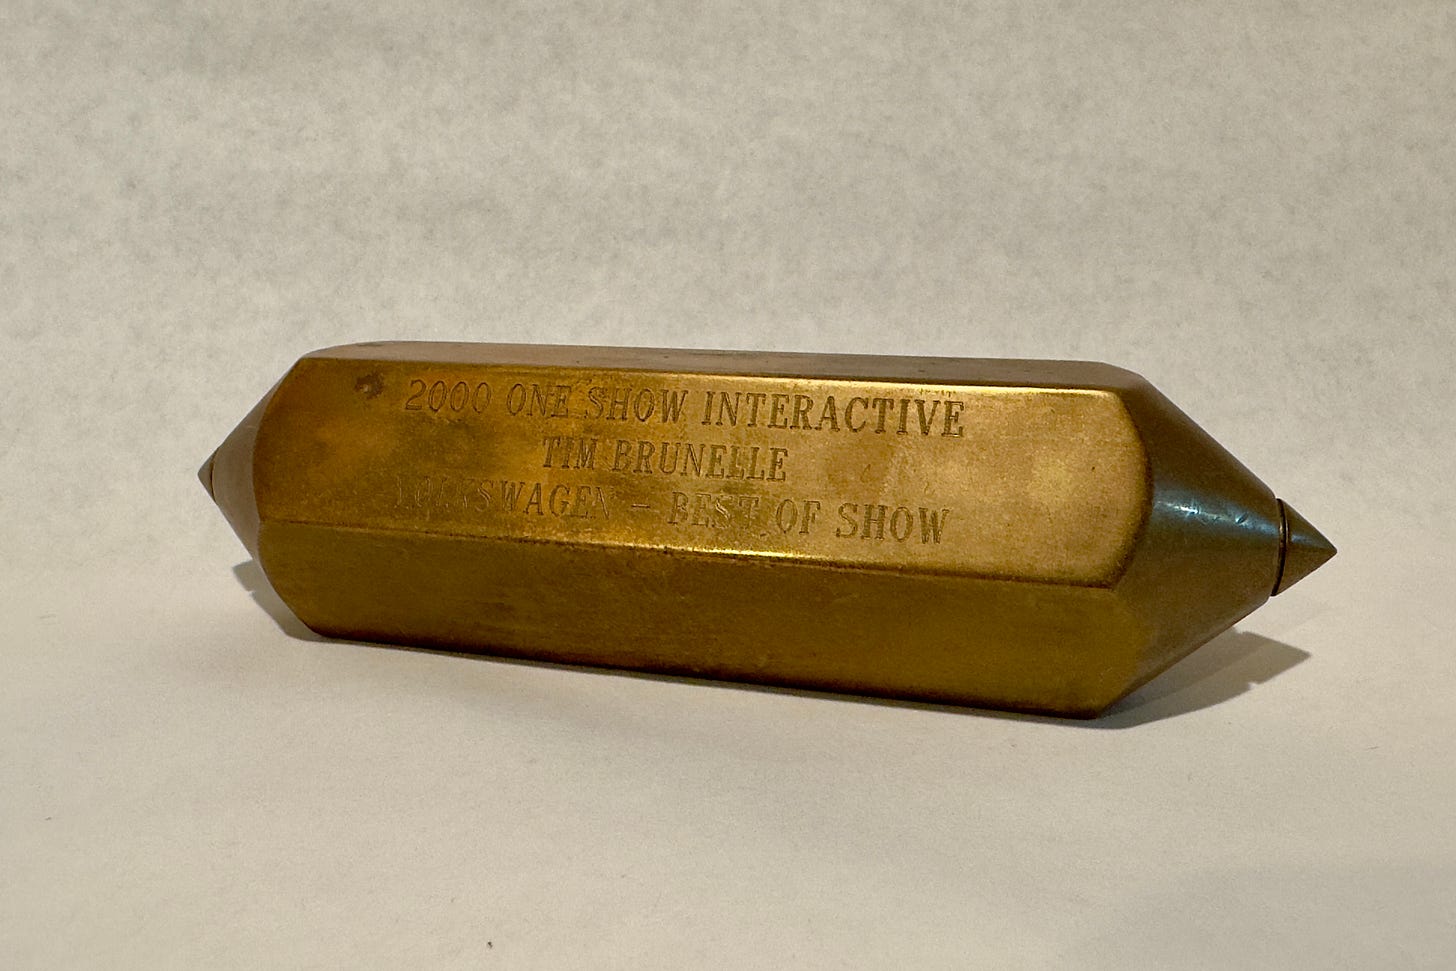 2000 ONE SHOW INTERACTIVE
TIM BRUNELLE
VOLKSWAGEN - BEST OF SHOW